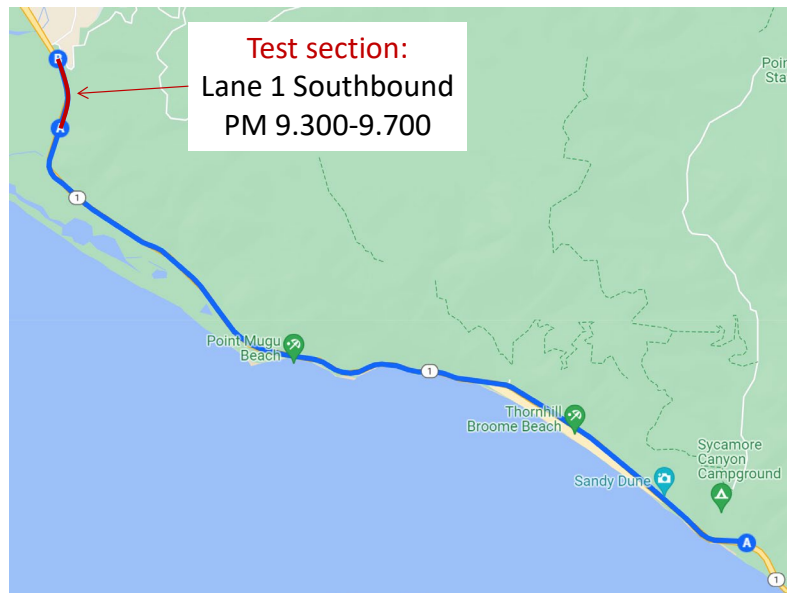 Test section:
Lane 1 Southbound
PM 9.300-9.700
Poin
Sta
B
A
1
Point Mugu
Beach
1
Thornhill
Broome Beach
Sycamore
Canyon
Campground
Sandy Dune
A
1